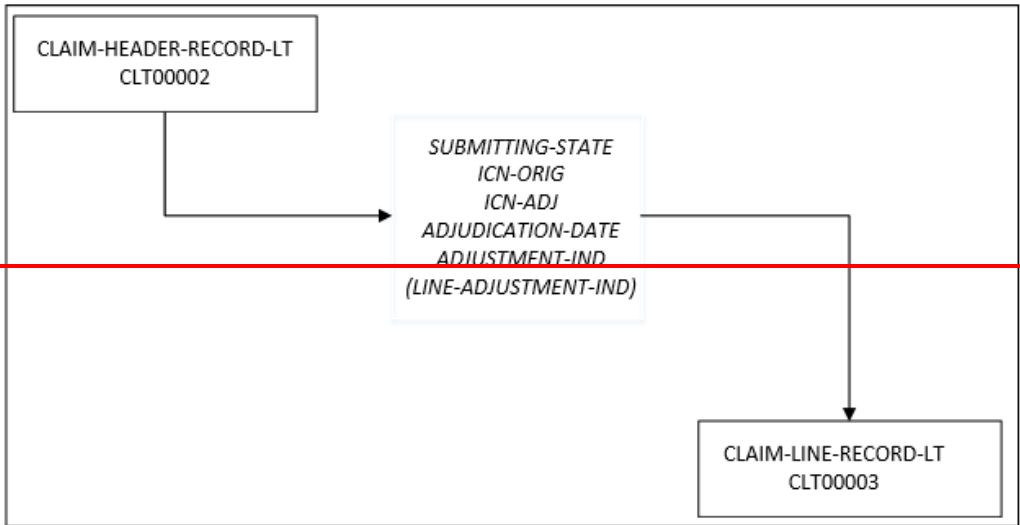 CLAIM-HEADER-RECORD-LT
CLT00002
SUBMITTING-STATE
ICN-ORIG
ICN-ADJ
ADJUDICATION-DATE
ADJUSTMENT-IND
(LINE-ADJUSTMENT-IND)
CLAIM-LINE-RECORD-LT
CLT00003